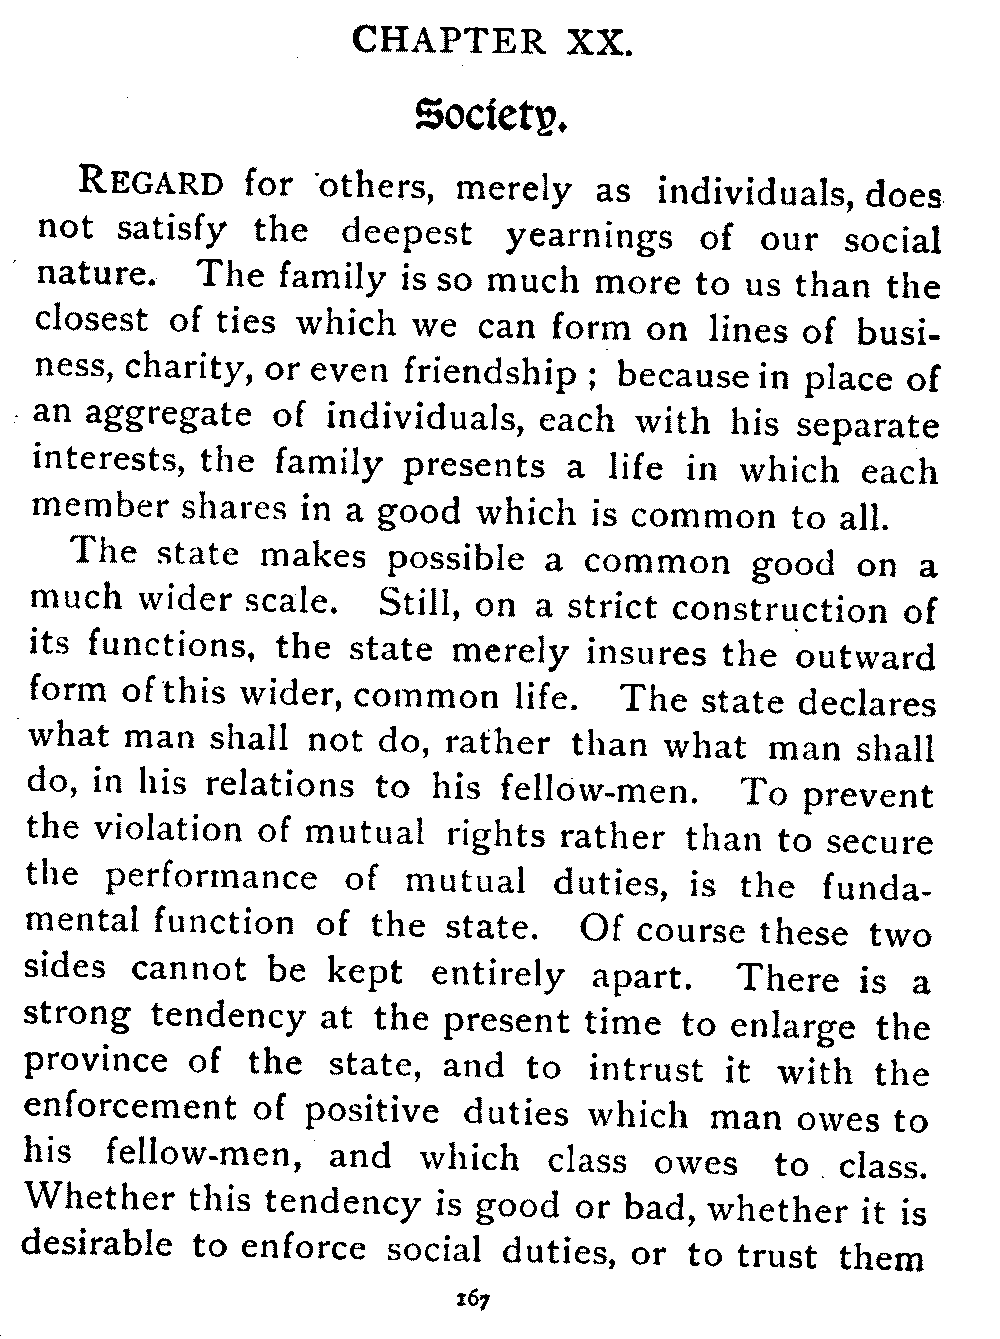 CHAPTER XX.
Society.
REGARD for others, merely as individuals, does
not satisfy the deepest yearnings of our social
nature. The family is so much more to us than the
closest of ties which we can form on lines of busi-
ness, charity, or even friendship ; because in place of
an aggregate of individuals, each with his separate
interests, the family presents a life in which each
member shares in a good which is common to all.
The state makes possible a common good on a
much wider scale. Still, on a strict construction of
its functions, the state merely insures the outward
form of this wider, common life. The state declares
what man shall not do, rather than what man shall
do, in his relations to his fellow-men. To prevent
the violation of mutual rights rather than to secure
the performance of mutual duties, is the funda-
mental function of the state. Of course these two
sides cannot be kept entirely apart. There is a
strong tendency at the present time to enlarge the
province of the state, and to intrust it with the
enforcement of positive duties which man owes to
his fellow-men, and which class owes to class.
Whether this tendency is good or bad, whether it is
desirable to enforce social duties, or to trust them
167